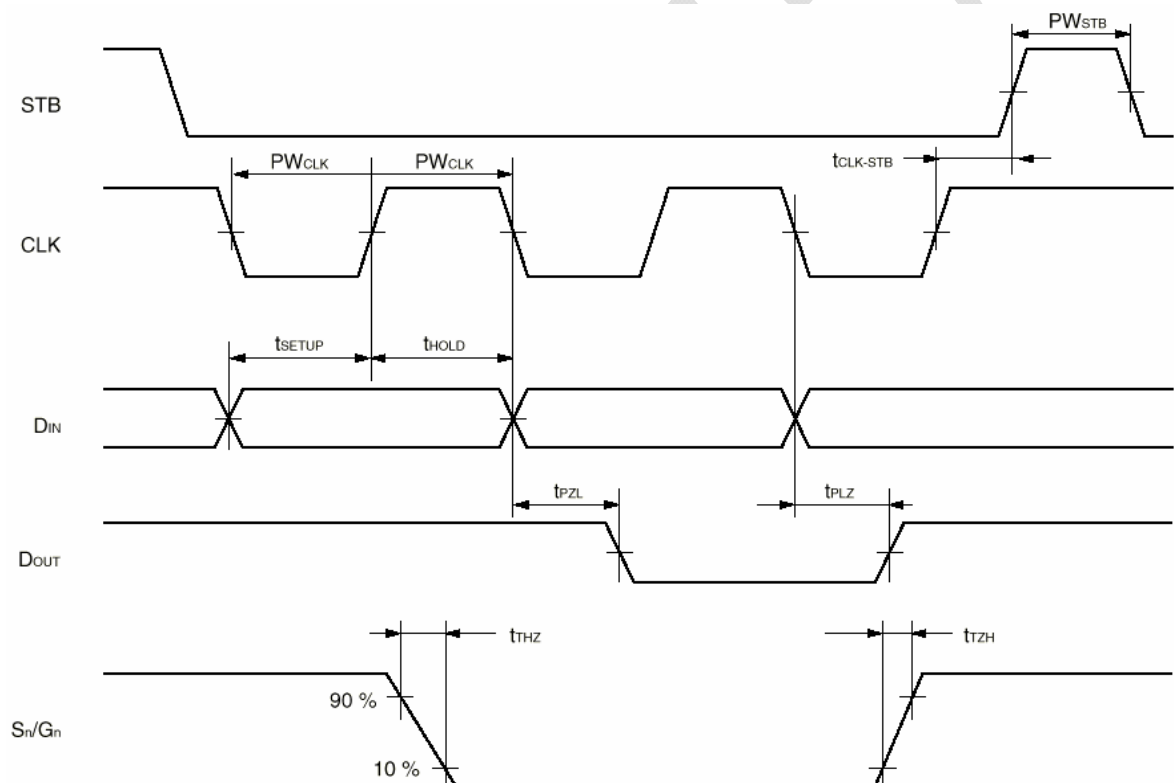 PWSTB
STB
PWCLK PWCLK tCLK-STB
CLK
tSETUP tHOLD
DIN
tPZL tPLZ
DOUT
tTHZ tTZH
90 %
Sn/Gn
10 %